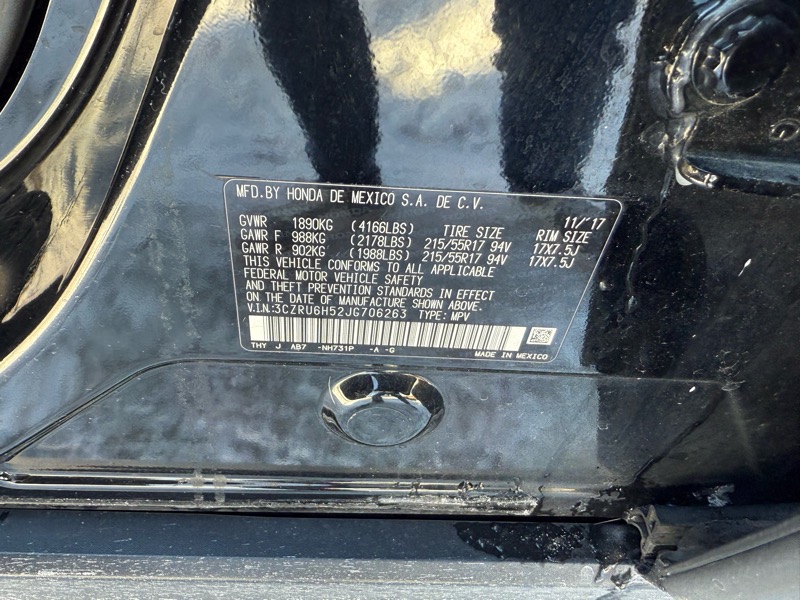 MFD.BY HONDA DE MEXICO S.A. DE C.V.
11/'17
GVWR 1890KG (4166LBS) TIRE SIZE RIM SIZE
GAWR F 988KG (2178LBS) 215/55R17 94V 17X7.5J
GAWR R 902KG (1988LBS) 215/55R17 94V 17X7.5J
THIS VEHICLE CONFORMS TO ALL APPLICABLE
FEDERAL MOTOR VEHICLE SAFETY
AND THEFT PREVENTION STANDARDS IN EFFECT
ON THE DATE OF MANUFACTURE SHOWN ABOVE.
V.I.N:3CZRU6H52JG706263 TYPE: MPV
THY J AB7 -NH731P -A -G MADE IN MEXICO